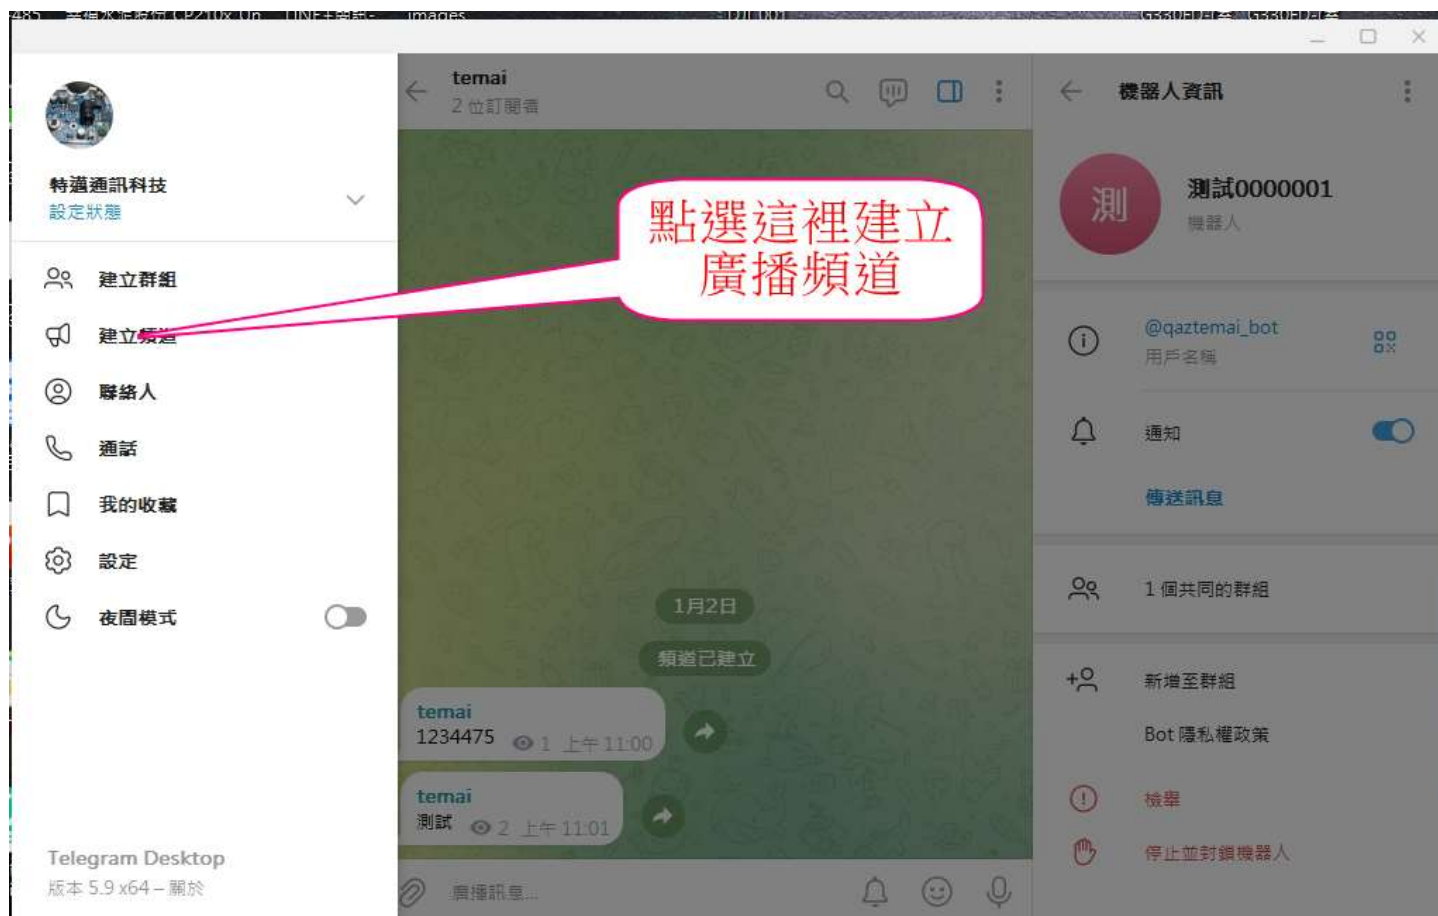 images
特邁通訊科技
設定狀態
建立群組
建立頻道
聯絡人
通話
我的收藏
設定
夜間模式
Telegram Desktop
版本 5.9 x64 – 關於
temai
2 位訂閱者
點選這裡建立
廣播頻道
1月2日
頻道已建立
temai
1234475 1 上午 11:00
temai
測試 2 上午 11:01
廣播訊息...
機器人資訊
測
測試0000001
機器人
@qaztemai_bot
用戶名稱
通知
傳送訊息
1 個共同的群組
新增至群組
Bot 隱私權政策
檢舉
停止並封鎖機器人